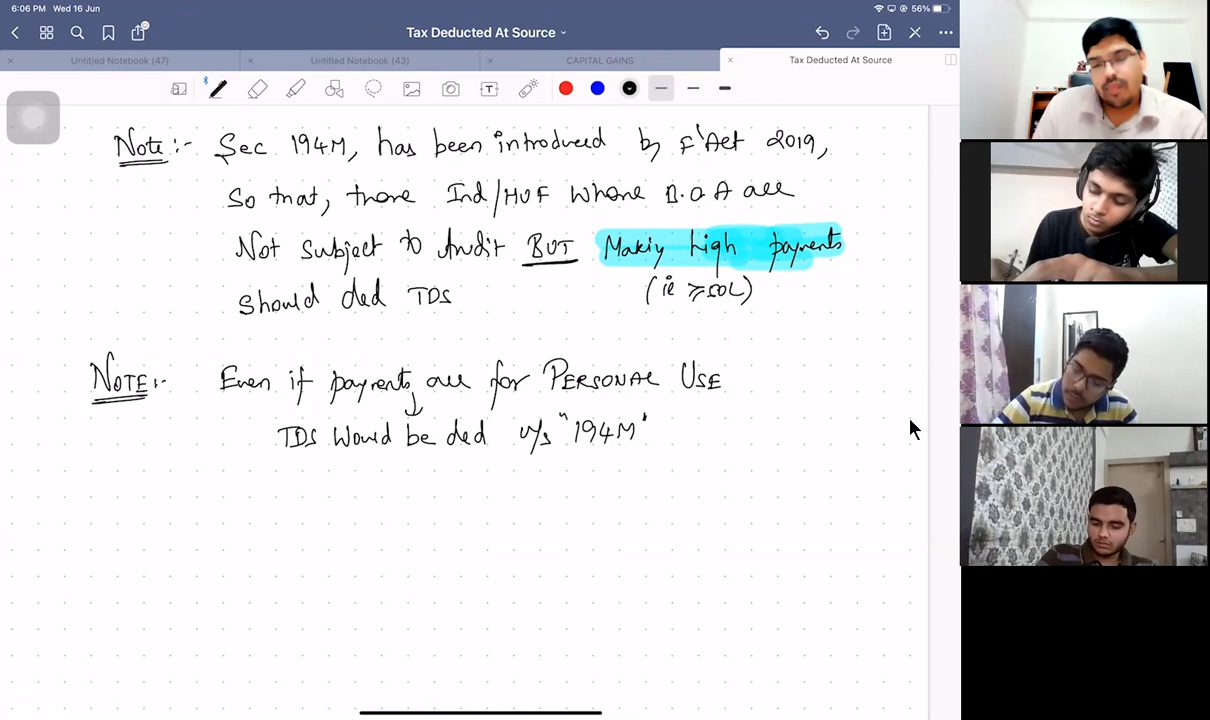 6:06 PM Wed 16 Jun
56%
Tax Deducted At Source
Untitled Notebook (47)
Untitled Notebook (43)
CAPITAL GAINS
Tax Deducted At Source
Note:- Sec 194M, has been introduced by F'Act 2019,
So that, those Ind/HUF whose B.O.A are
Not subject to Audit BUT Making high payments
should ded TDS (ie ≥50L)
NOTE:- Even if payments are for PERSONAL USE
TDS Would be ded u/s "194M"